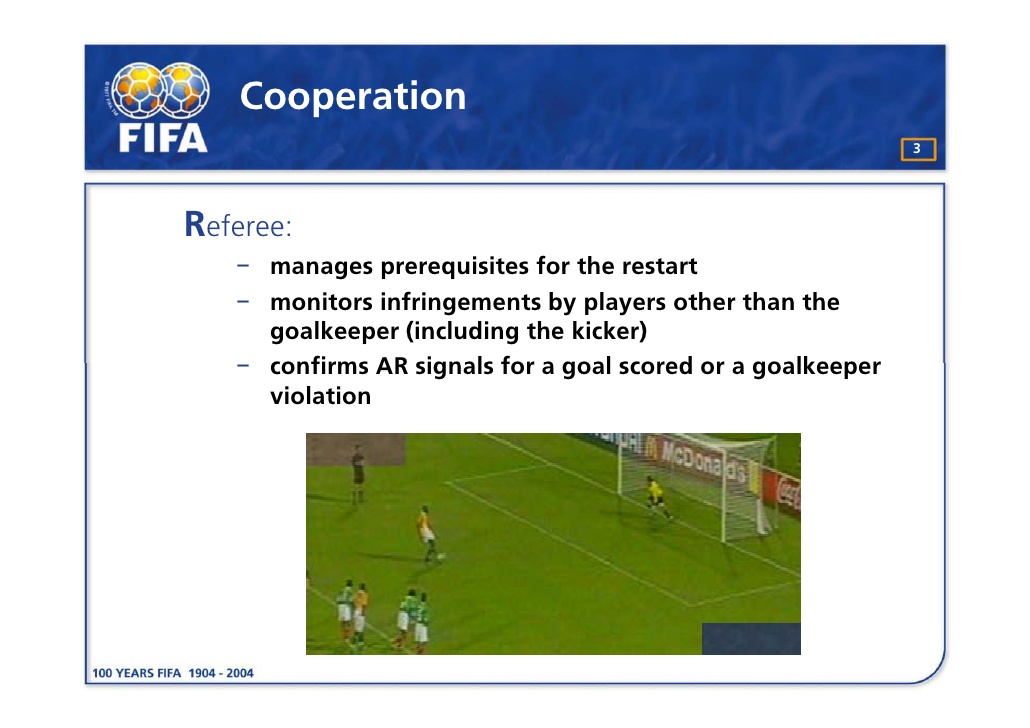 Cooperation
FIFA
3
Referee:
– manages prerequisites for the restart
– monitors infringements by players other than the
goalkeeper (including the kicker)
– confirms AR signals for a goal scored or a goalkeeper
violation
McDonald's
100 YEARS FIFA 1904 - 2004